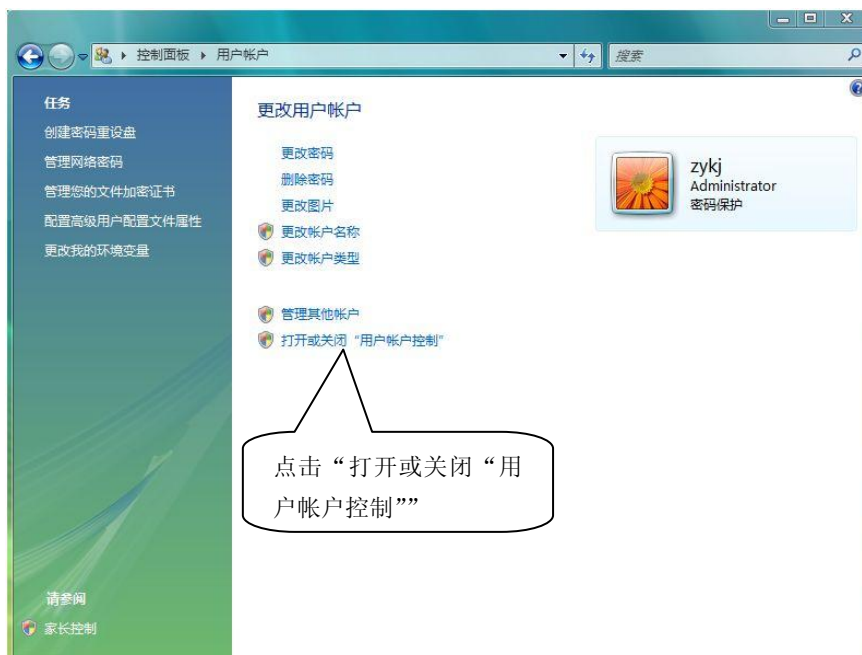 控制面板 用户帐户
搜索
任务
创建密码重设盘
管理网络密码
管理您的文件加密证书
配置高级用户配置文件属性
更改我的环境变量
更改用户帐户
更改密码
删除密码
更改图片
更改帐户名称
更改帐户类型
管理其他帐户
打开或关闭“用户帐户控制”
zykj
Administrator
密码保护
点击“打开或关闭“用
户帐户控制””
请参阅
家长控制